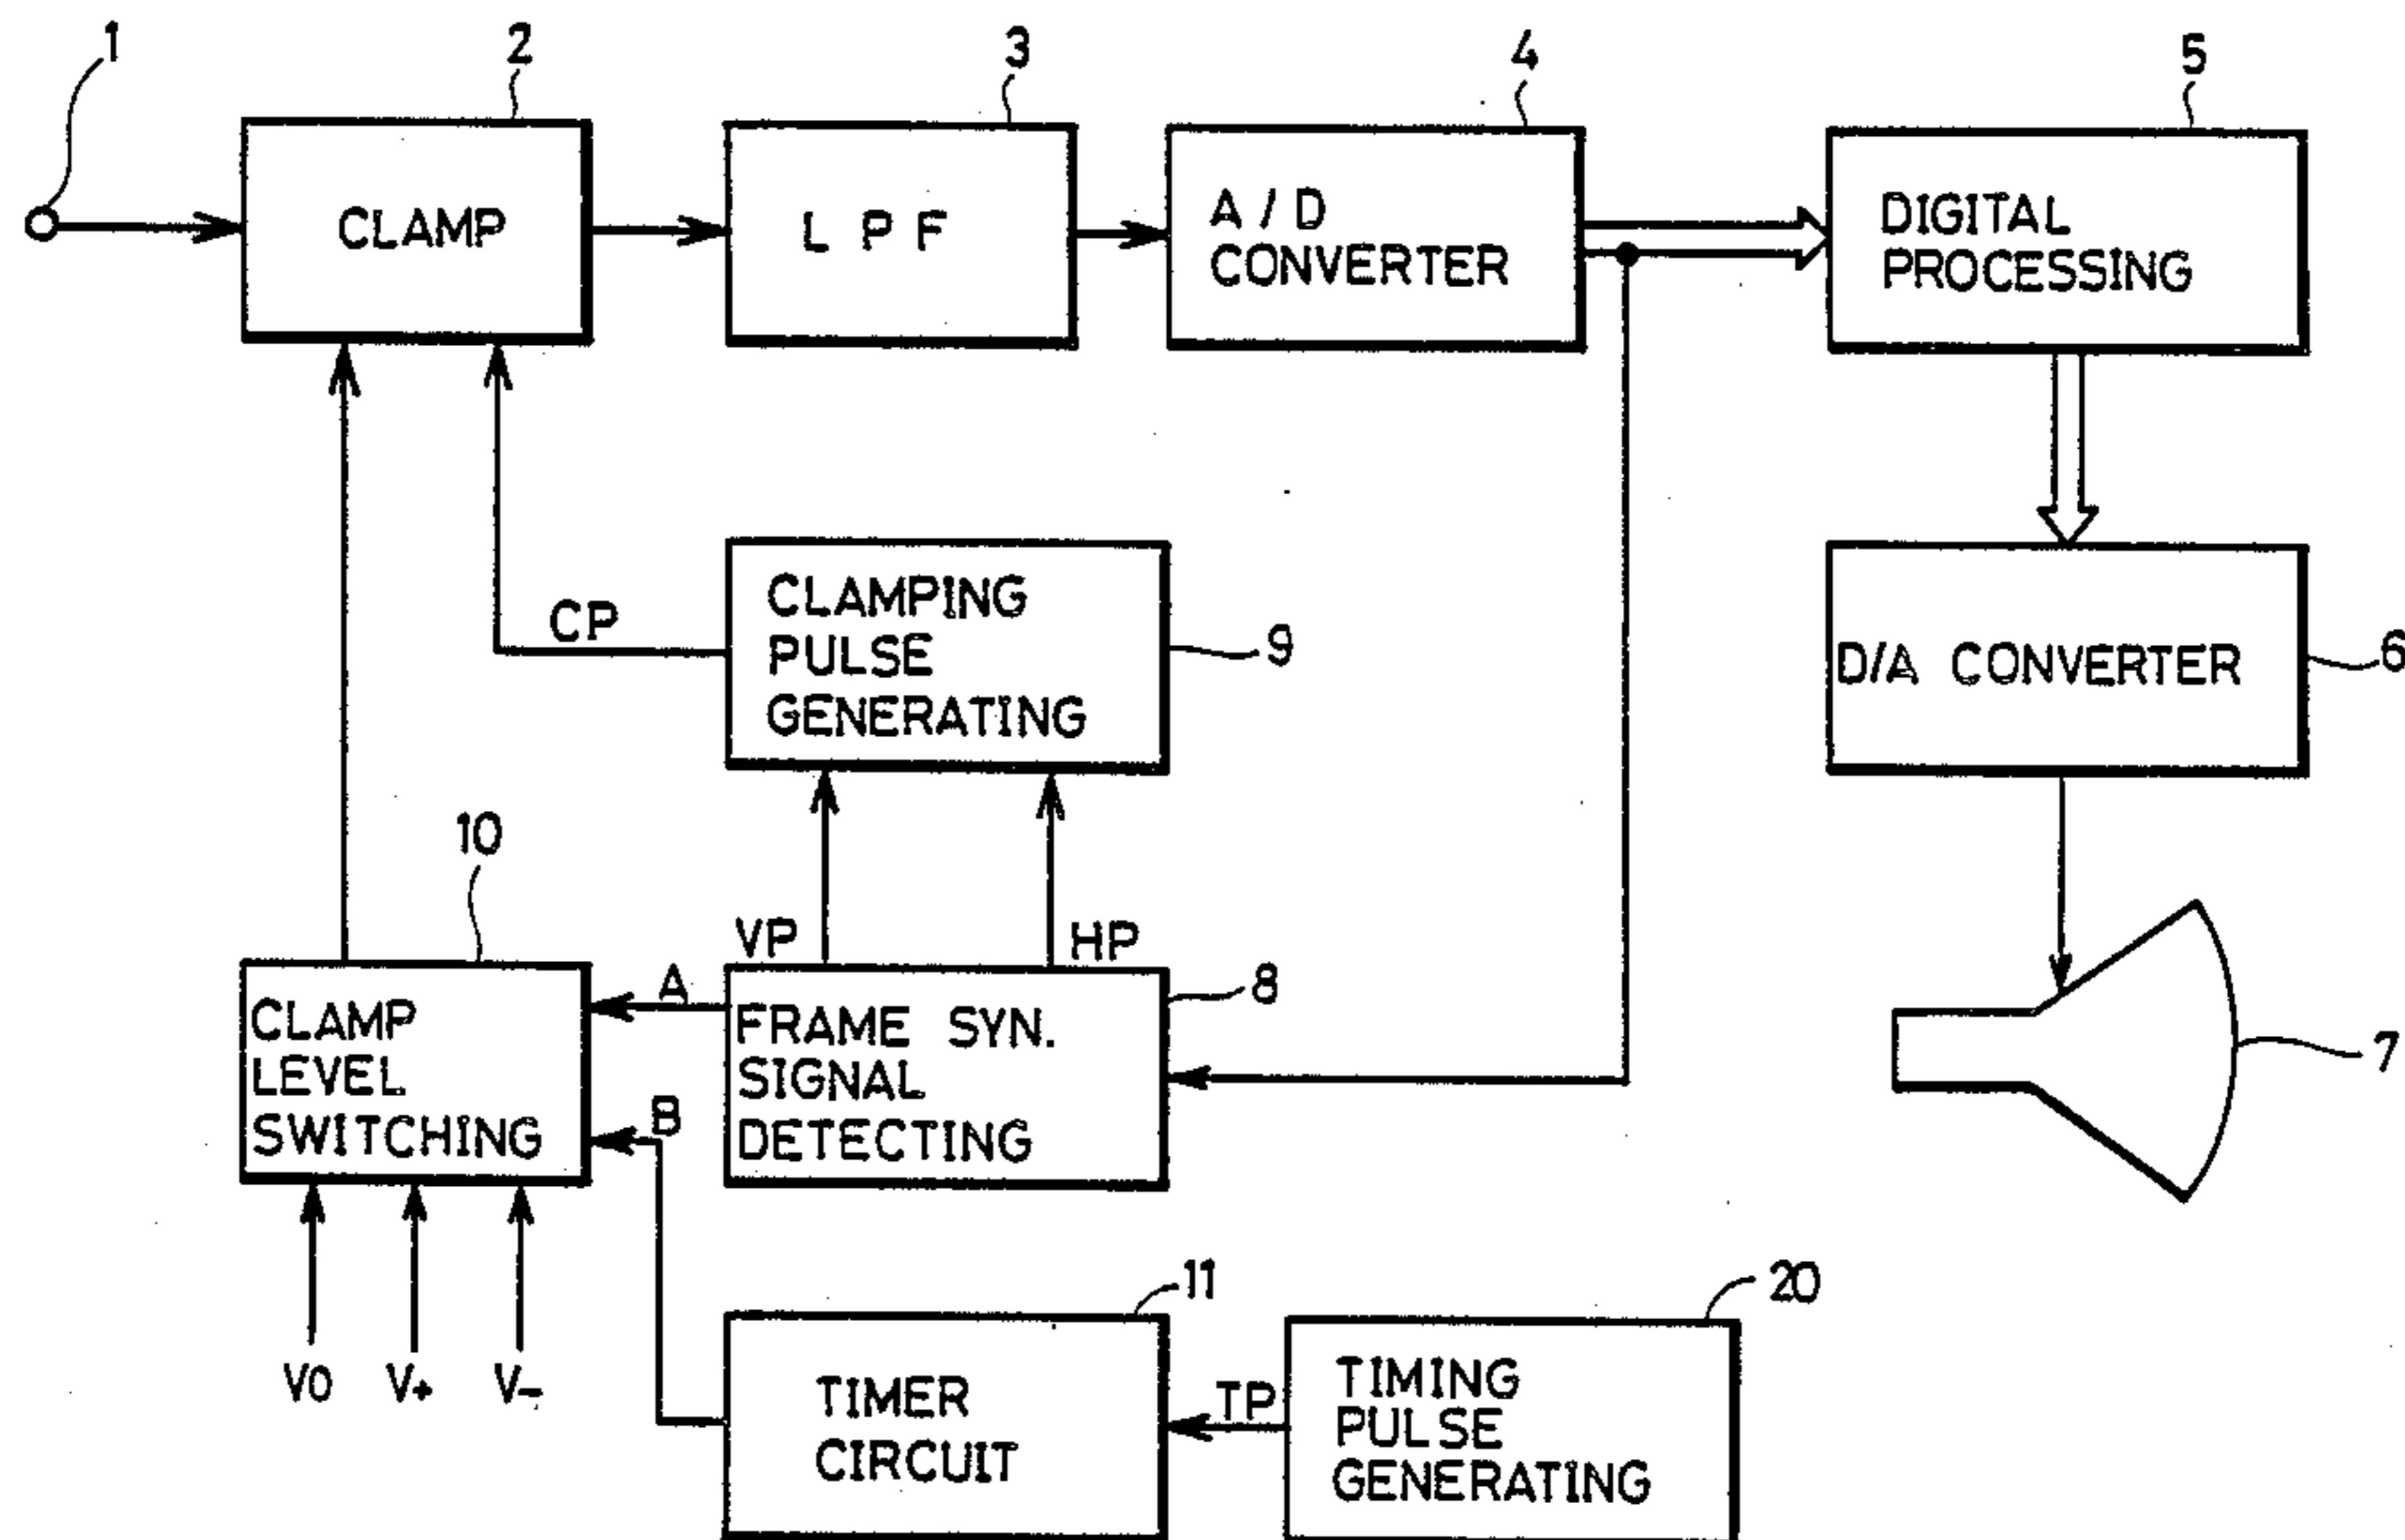 1
2
3
4
5
CLAMP
L P F
A / D
CONVERTER
DIGITAL
PROCESSING
CLAMPING
PULSE
GENERATING
CP
9
D/A CONVERTER
6
10
VP
HP
A
8
CLAMP
LEVEL
SWITCHING
B
FRAME SYN.
SIGNAL
DETECTING
7
V0
V+
V-
11
20
TIMER
CIRCUIT
TP
TIMING
PULSE
GENERATING